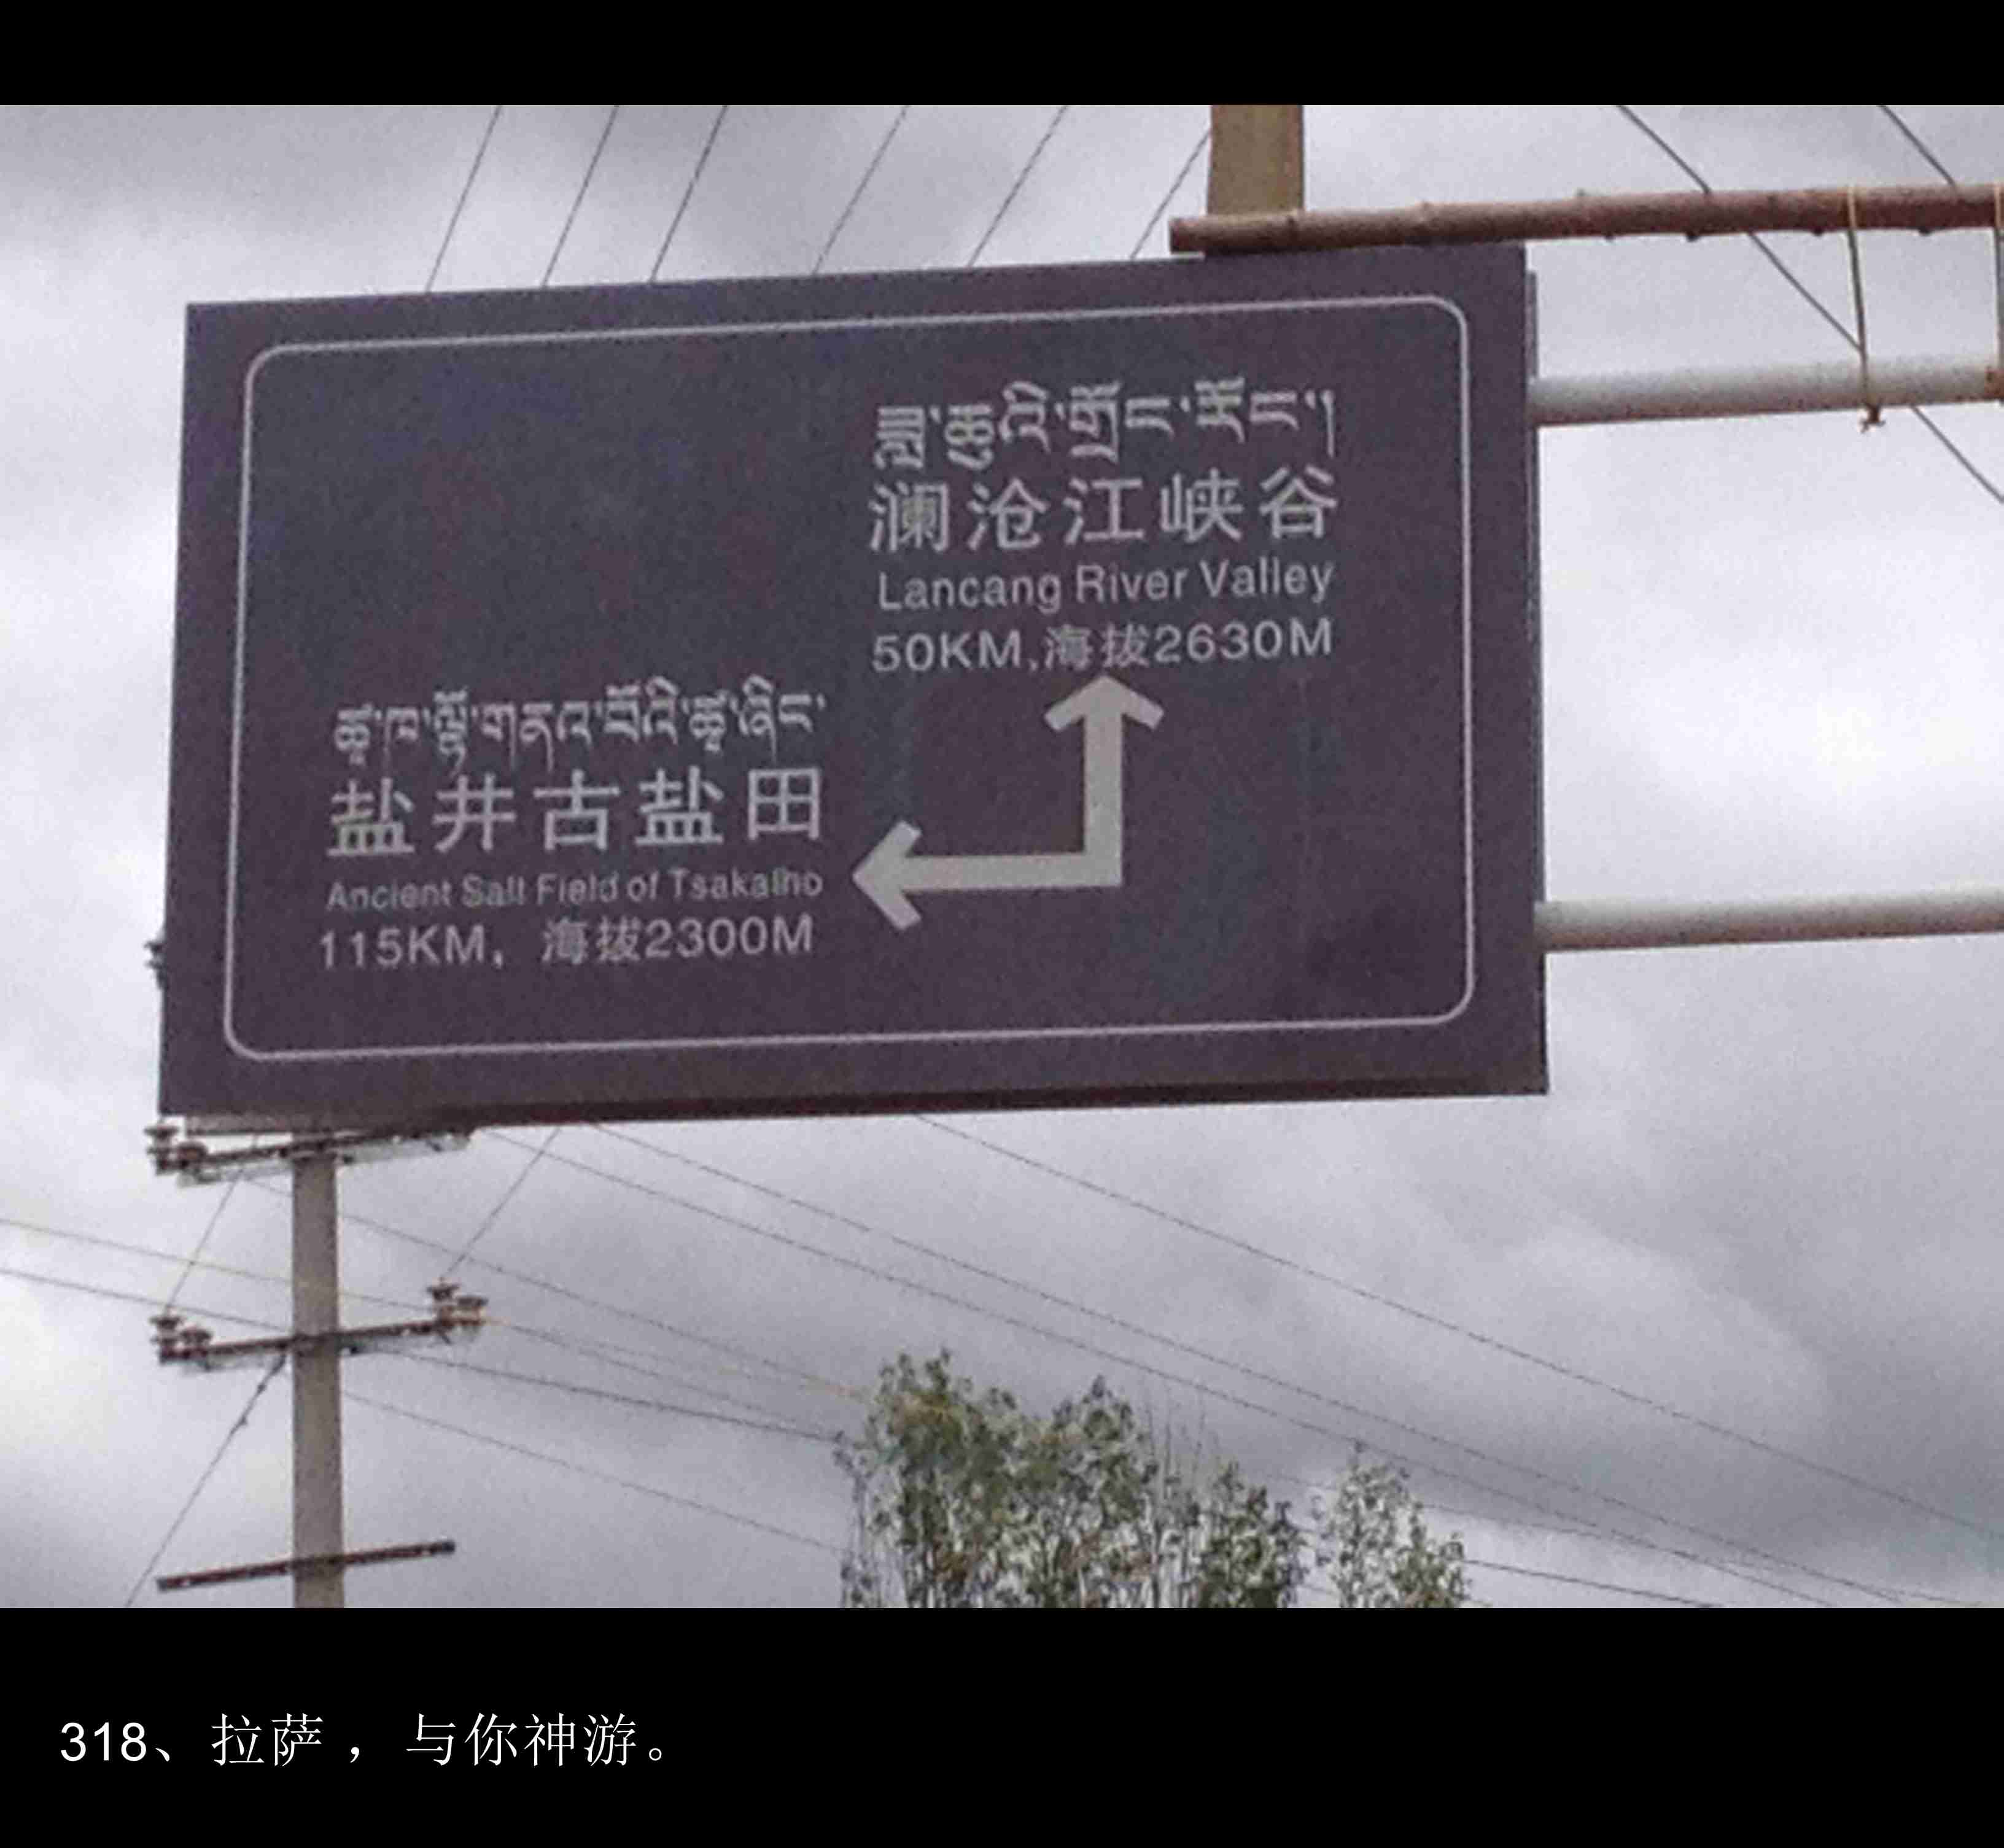 ཟླ་ཆུའི་གྲོང་རོང་།
澜沧江峡谷
Lancang River Valley
50KM,海拔2630M
ཚྭ་ཁ་ལྷོ་གནའ་བོའི་ཚྭ་ཞིང་
盐井古盐田
Ancient Salt Field of Tsakalho
115KM，海拔2300M
318、拉萨，与你神游。